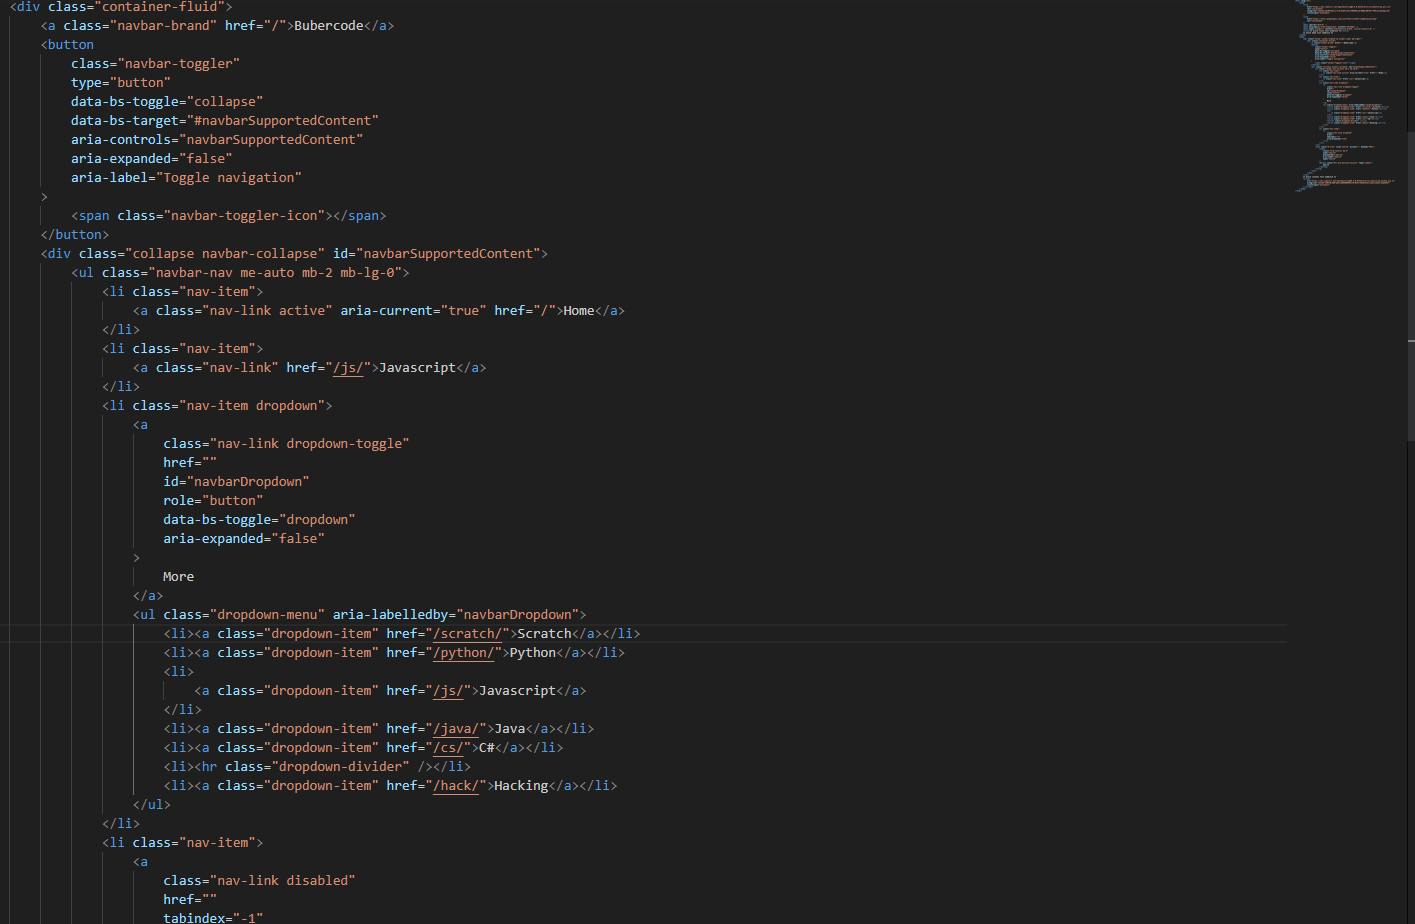 <div class="container-fluid">
<a class="navbar-brand" href="/">Bubercode</a>
<button
class="navbar-toggler"
type="button"
data-bs-toggle="collapse"
data-bs-target="#navbarSupportedContent"
aria-controls="navbarSupportedContent"
aria-expanded="false"
aria-label="Toggle navigation"
>
<span class="navbar-toggler-icon"></span>
</button>
<div class="collapse navbar-collapse" id="navbarSupportedContent">
<ul class="navbar-nav me-auto mb-2 mb-lg-0">
<li class="nav-item">
<a class="nav-link active" aria-current="true" href="/">Home</a>
</li>
<li class="nav-item">
<a class="nav-link" href="/js/">Javascript</a>
</li>
<li class="nav-item dropdown">
<a
class="nav-link dropdown-toggle"
href=""
id="navbarDropdown"
role="button"
data-bs-toggle="dropdown"
aria-expanded="false"
>
More
</a>
<ul class="dropdown-menu" aria-labelledby="navbarDropdown">
<li><a class="dropdown-item" href="/scratch/">Scratch</a></li>
<li><a class="dropdown-item" href="/python/">Python</a></li>
<li>
<a class="dropdown-item" href="/js/">Javascript</a>
</li>
<li><a class="dropdown-item" href="/java/">Java</a></li>
<li><a class="dropdown-item" href="/cs/">C#</a></li>
<li><hr class="dropdown-divider" /></li>
<li><a class="dropdown-item" href="/hack/">Hacking</a></li>
</ul>
</li>
<li class="nav-item">
<a
class="nav-link disabled"
href=""
tabindex="-1"